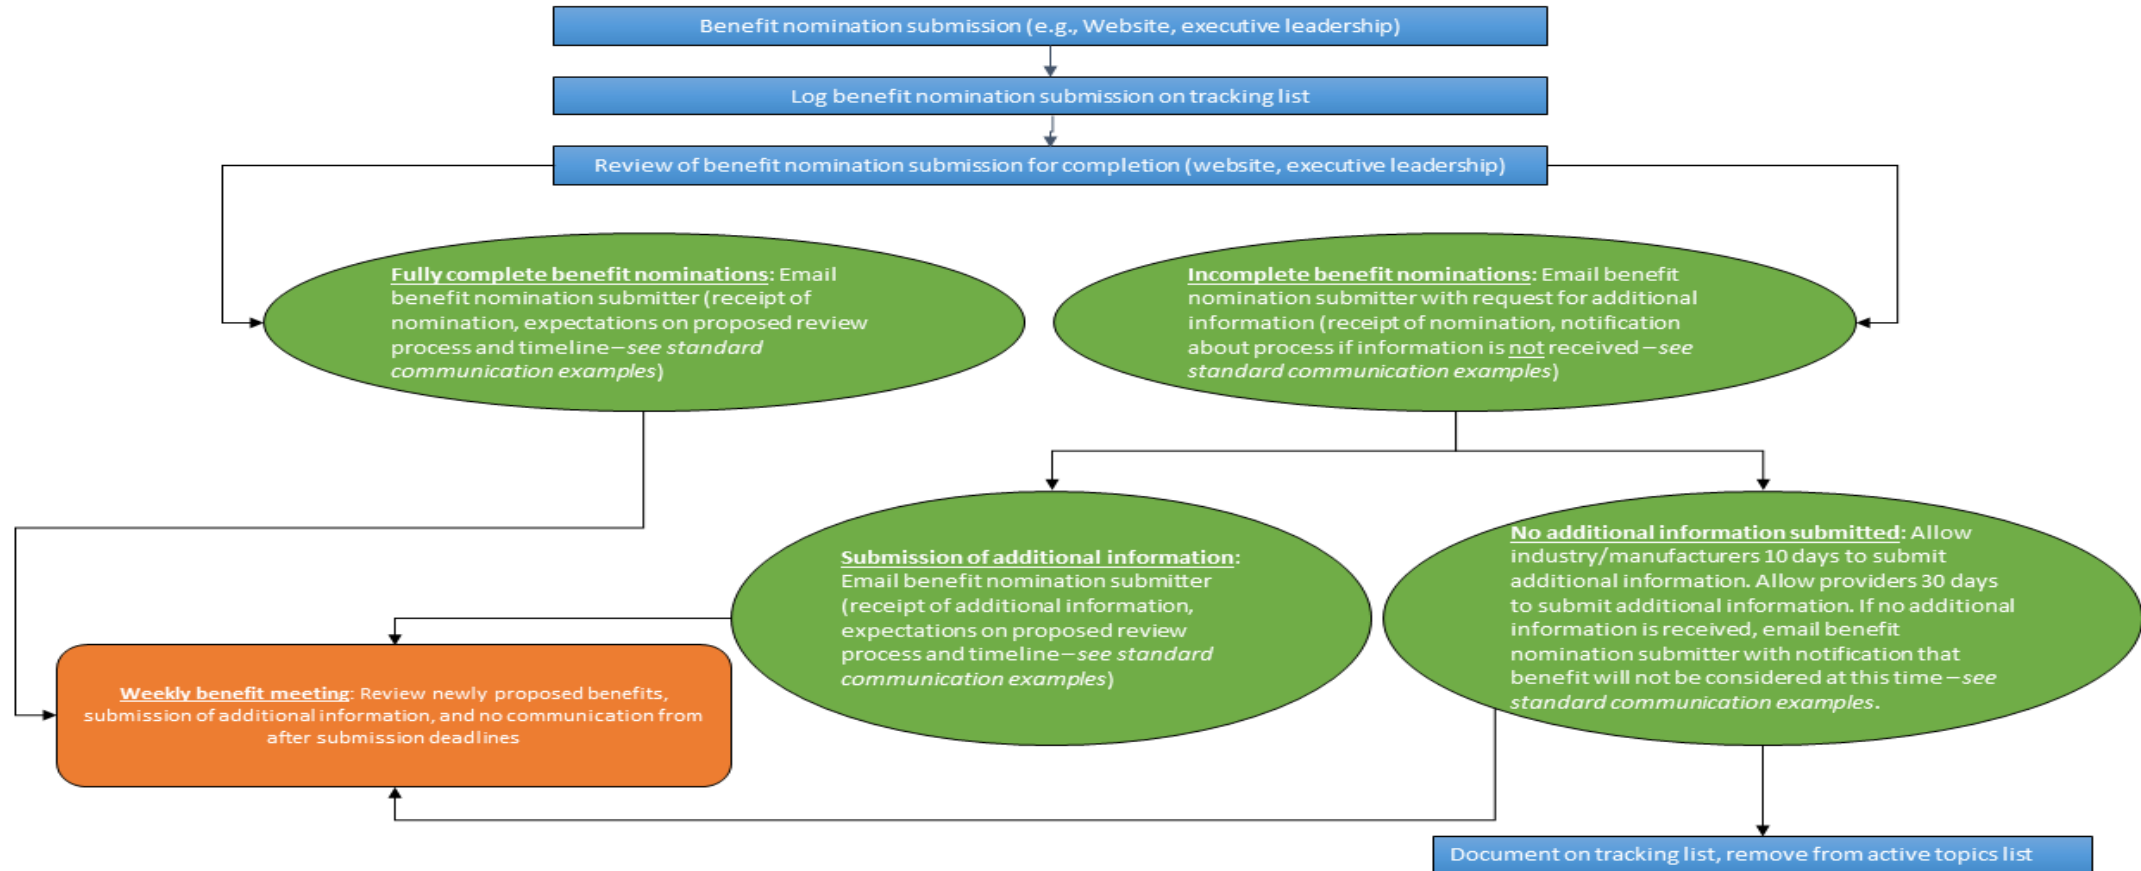 Benefit nomination submission (e.g., Website, executive leadership)
Log benefit nomination submission on tracking list
Review of benefit nomination submission for completion (website, executive leadership)
Fully complete benefit nominations: Email
benefit nomination submitter (receipt of
nomination, expectations on proposed review
process and timeline–see standard
communication examples)
Incomplete benefit nominations: Email benefit
nomination submitter with request for additional
information (receipt of nomination, notification
about process if information is not received –see
standard communication examples)
Submission of additional information:
Email benefit nomination submitter
(receipt of additional information,
expectations on proposed review
process and timeline–see standard
communication examples)
No additional information submitted: Allow
industry/manufacturers 10 days to submit
additional information. Allow providers 30 days
to submit additional information. If no additional
information is received, email benefit
nomination submitter with notification that
benefit will not be considered at this time –see
standard communication examples.
Weekly benefit meeting: Review newly proposed benefits,
submission of additional information, and no communication from
after submission deadlines
Document on tracking list, remove from active topics list